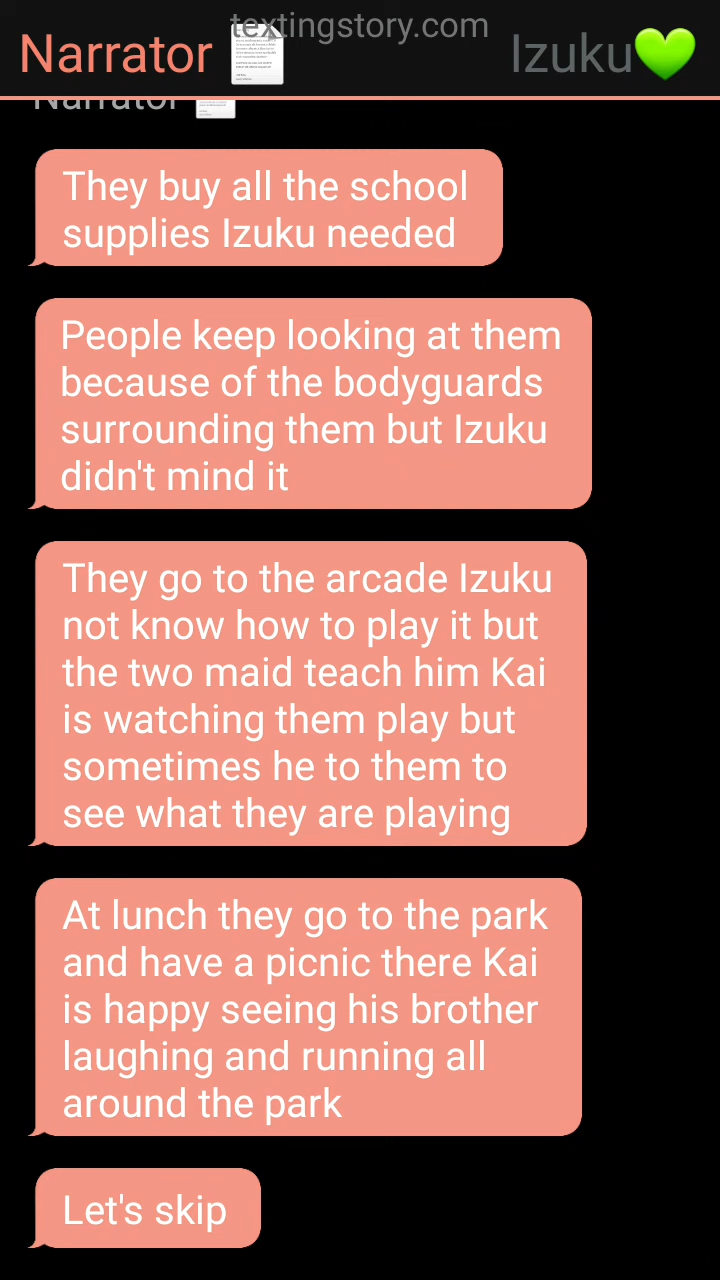 textingstory.com
Narrator
Izuku💚
Narrator
They buy all the school
supplies Izuku needed
People keep looking at them
because of the bodyguards
surrounding them but Izuku
didn't mind it
They go to the arcade Izuku
not know how to play it but
the two maid teach him Kai
is watching them play but
sometimes he to them to
see what they are playing
At lunch they go to the park
and have a picnic there Kai
is happy seeing his brother
laughing and running all
around the park
Let's skip